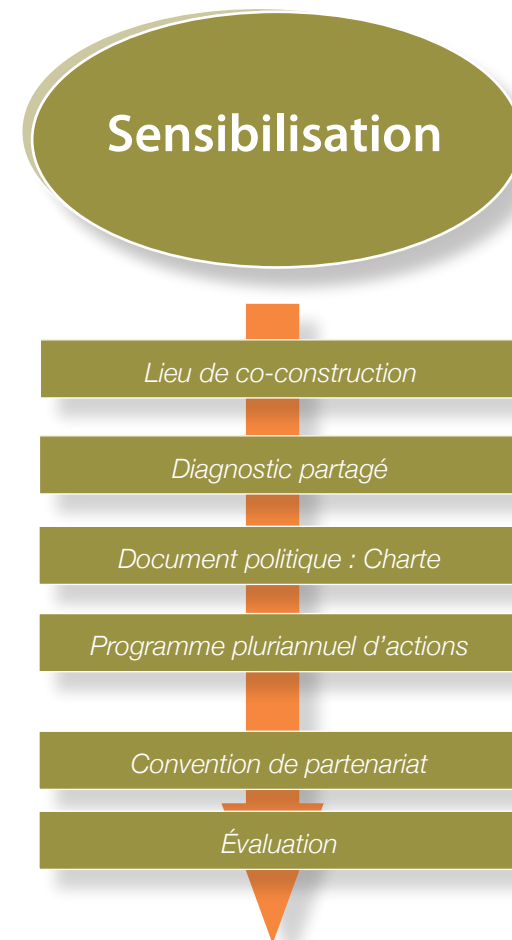 Sensibilisation
Lieu de co-construction
Diagnostic partagé
Document politique : Charte
Programme pluriannuel d’actions
Convention de partenariat
Évaluation